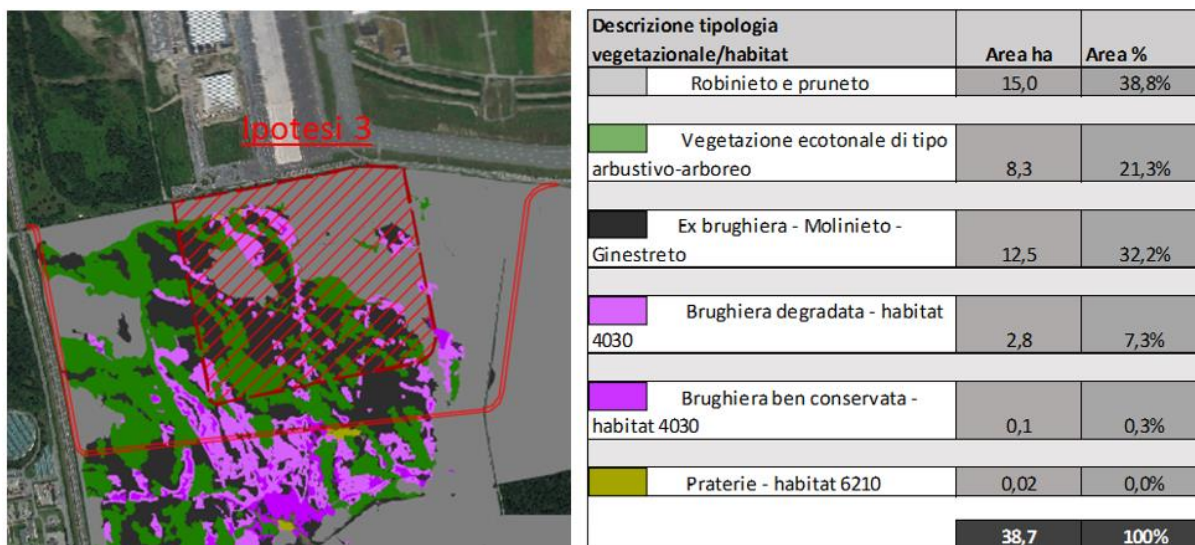 Ipotesi 3
Descrizione tipologia
vegetazionale/habitat Area ha Area %
Robinieto e pruneto 15,0 38,8%
Vegetazione ecotonale di tipo
arbustivo-arboreo 8,3 21,3%
Ex brughiera - Molinieto -
Ginestreto 12,5 32,2%
Brughiera degradata - habitat
4030 2,8 7,3%
Brughiera ben conservata -
habitat 4030 0,1 0,3%
Praterie - habitat 6210 0,02 0,0%
38,7 100%